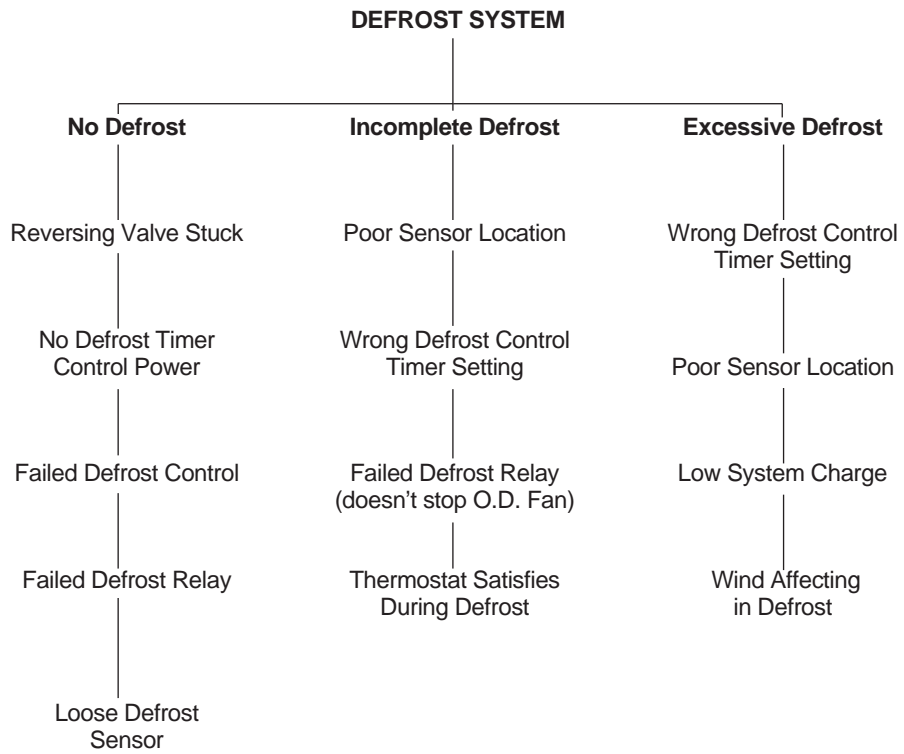 DEFROST SYSTEM
No Defrost
Incomplete Defrost
Excessive Defrost
Reversing Valve Stuck
Poor Sensor Location
Wrong Defrost Control
Timer Setting
No Defrost Timer
Control Power
Wrong Defrost Control
Timer Setting
Poor Sensor Location
Failed Defrost Control
Failed Defrost Relay
(doesn't stop O.D. Fan)
Low System Charge
Failed Defrost Relay
Thermostat Satisfies
During Defrost
Wind Affecting
in Defrost
Loose Defrost
Sensor